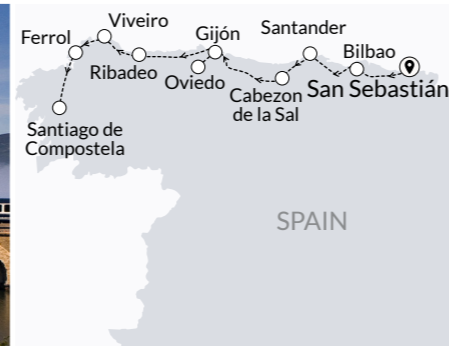 Viveiro
Ferrol
Gijón
Santander
Bilbao
Ribadeo
Oviedo
Cabezon
de la Sal
San Sebastián
Santiago de
Compostela
SPAIN